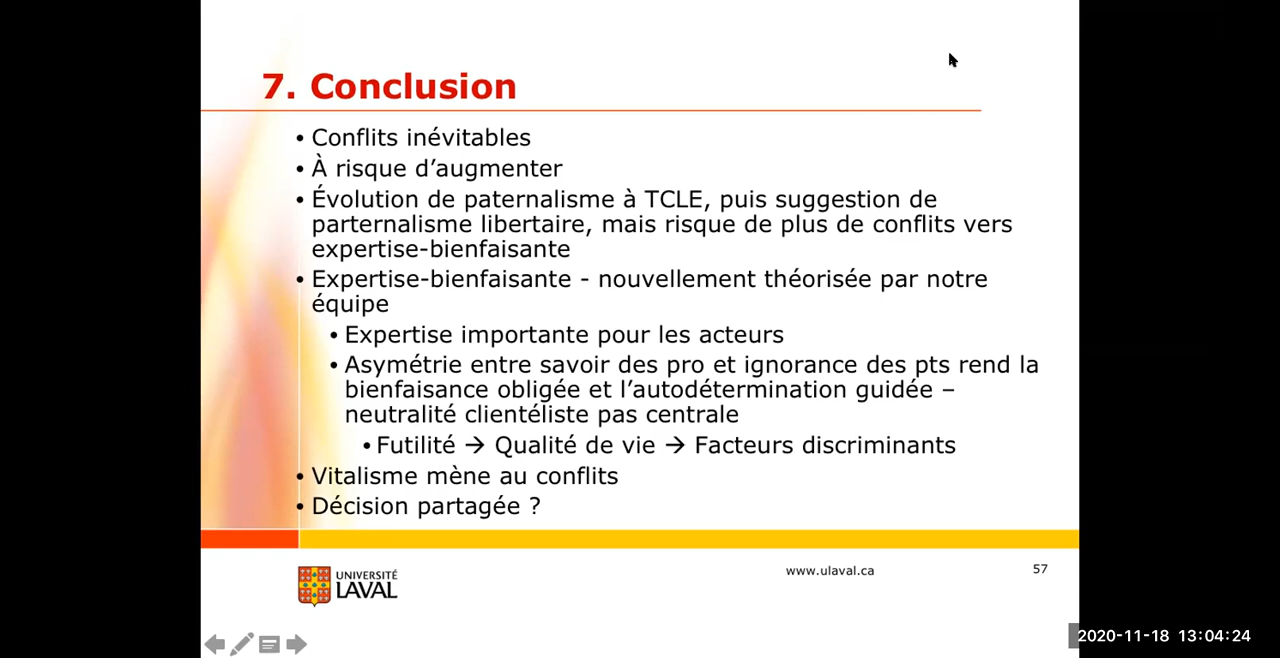 7. Conclusion
• Conflits inévitables
• À risque d’augmenter
• Évolution de paternalisme à TCLE, puis suggestion de
parternalisme libertaire, mais risque de plus de conflits vers
expertise-bienfaisante
• Expertise-bienfaisante - nouvellement théorisée par notre
équipe
• Expertise importante pour les acteurs
• Asymétrie entre savoir des pro et ignorance des pts rend la
bienfaisance obligée et l’autodétermination guidée –
neutralité clientéliste pas centrale
• Futilité → Qualité de vie → Facteurs discriminants
• Vitalisme mène au conflits
• Décision partagée ?
UNIVERSITÉ
LAVAL
www.ulaval.ca
57
2020-11-18 13:04:24